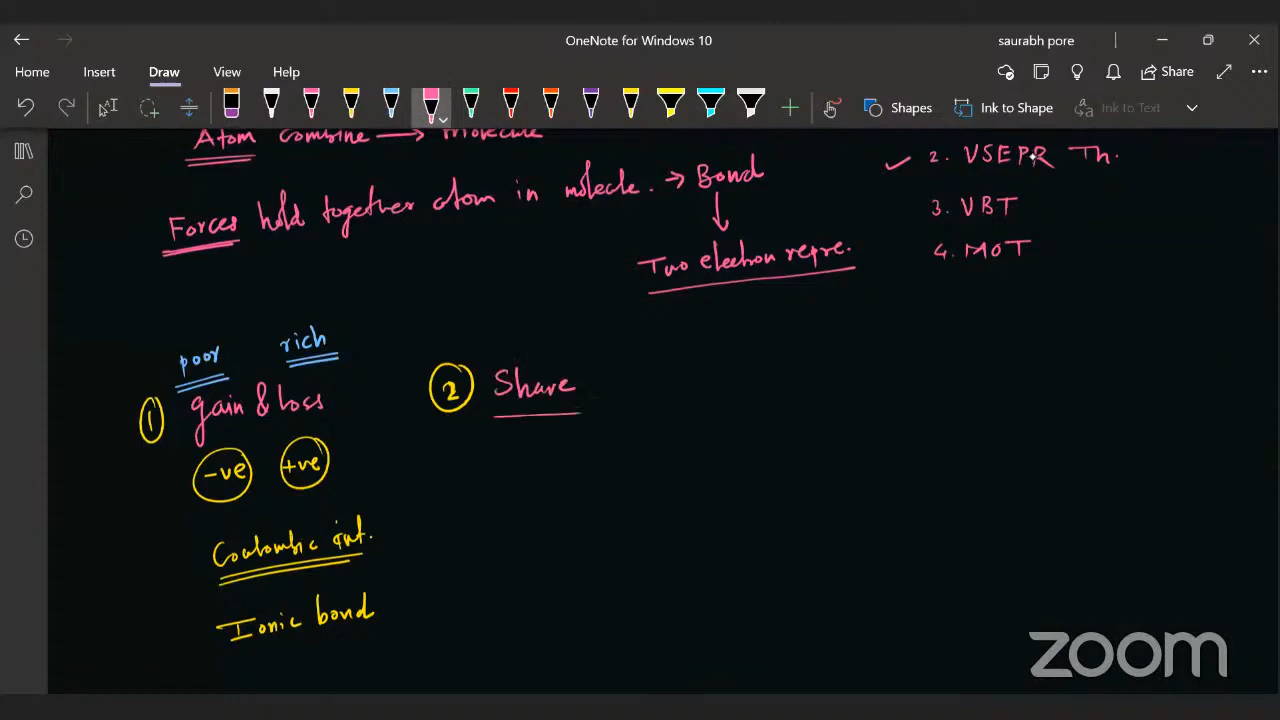 OneNote for Windows 10
saurabh pore
Home Insert Draw View Help
Share
Shapes
Ink to Shape
Ink to Text
Atom combine → Molecule
Forces hold together atom in molecule. → Bond
Two electron repre.
2. VSEPR Th.
3. VBT
4. MOT
poor rich
① gain & loss
-ve +ve
Coulombic int.
Ionic bond
② Share
zoom